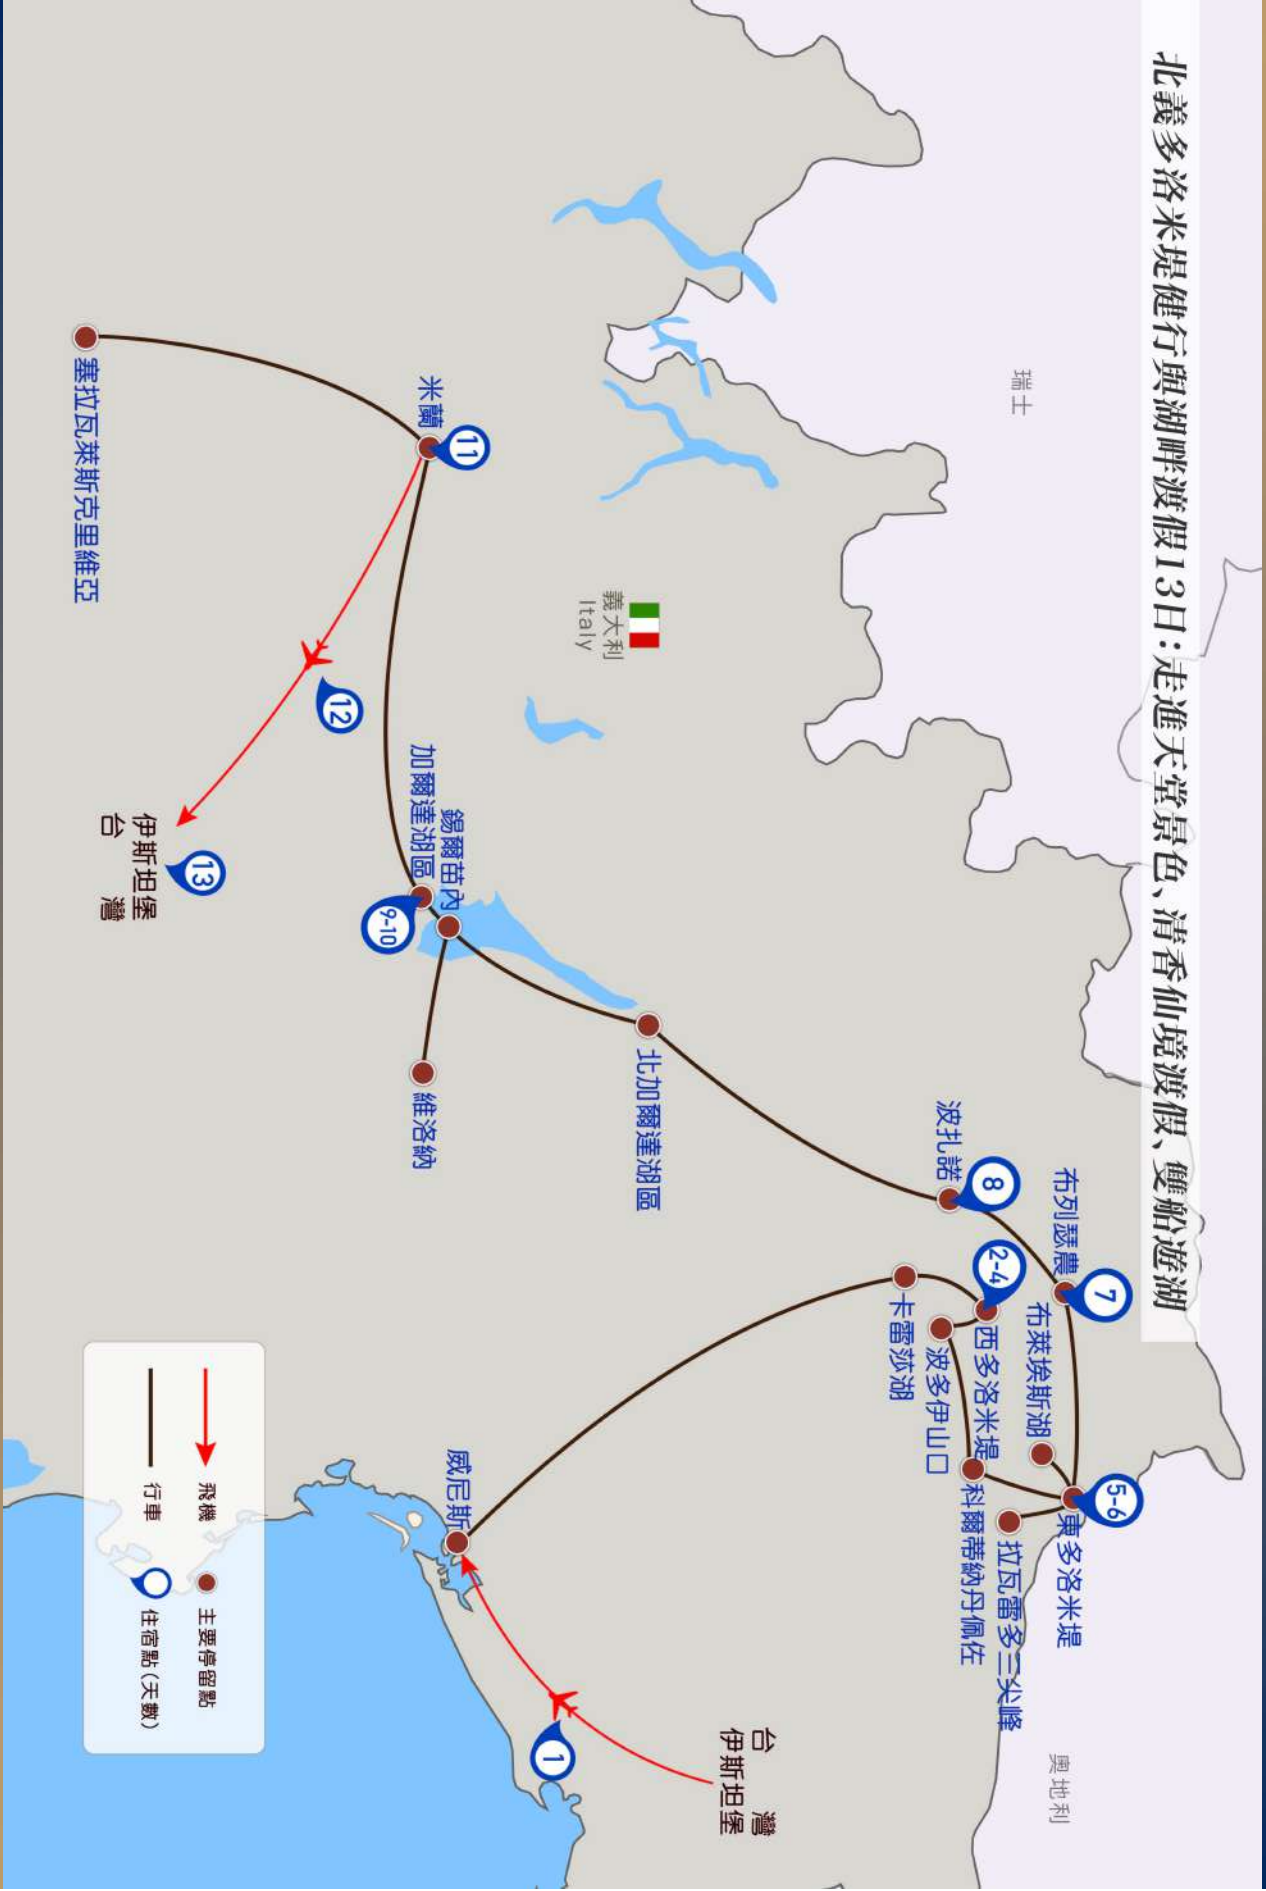 北義多洛米堤健行與湖畔渡假13日：走進天堂景色、清香仙境渡假、雙船遊湖
瑞士
奧地利
義大利
Italy
布列瑟農
7
5-6
東多洛米堤
布萊埃斯湖
拉瓦雷多三尖峰
波扎諾
8
2-4
西多洛米堤
科爾蒂納丹佩佐
波多伊山口
卡雷莎湖
北加爾達湖區
台灣
伊斯坦堡
1
威尼斯
米蘭
11
錫爾苗內
加爾達湖區
9-10
維洛納
12
13
伊斯坦堡
台灣
塞拉瓦萊斯克里維亞
飛機
主要停留點
行車
住宿點(天數)